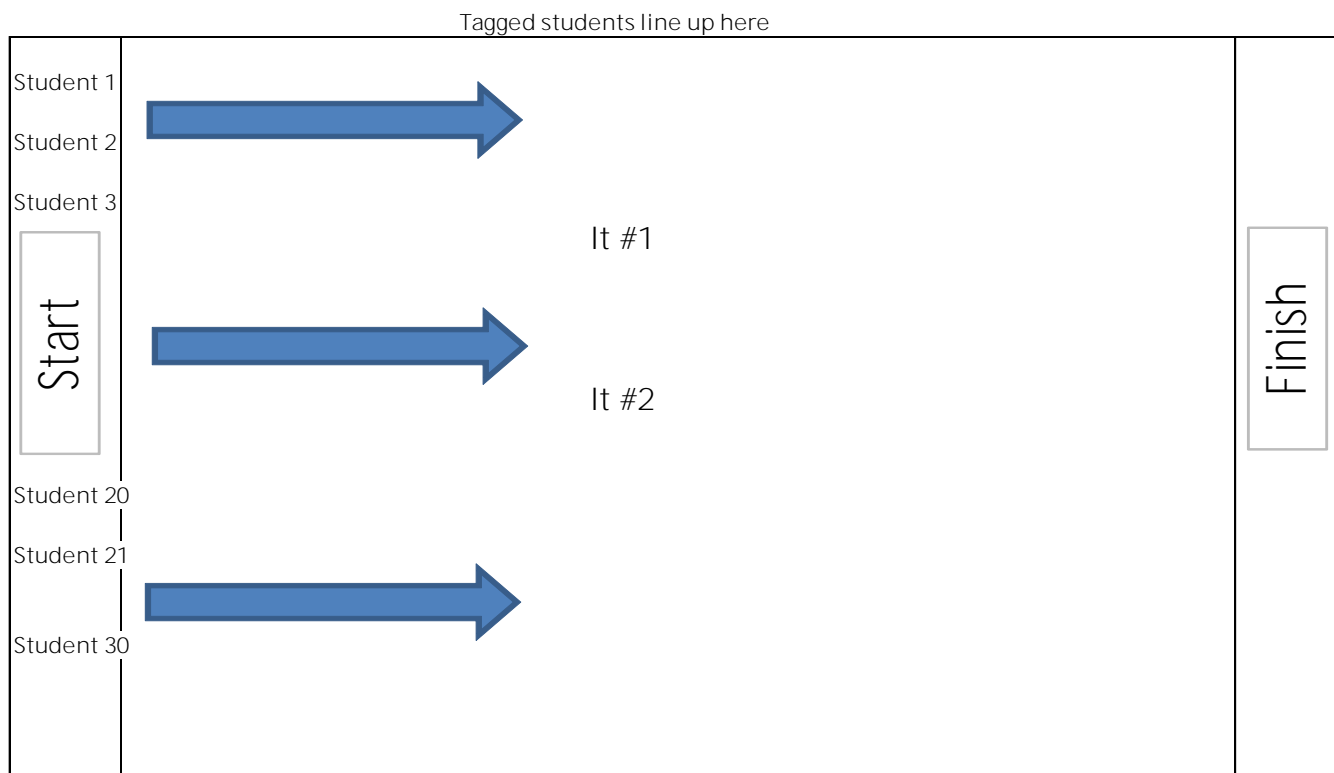 Tagged students line up here
Student 1
Student 2
Student 3
It #1
Start
Finish
It #2
Student 20
Student 21
Student 30